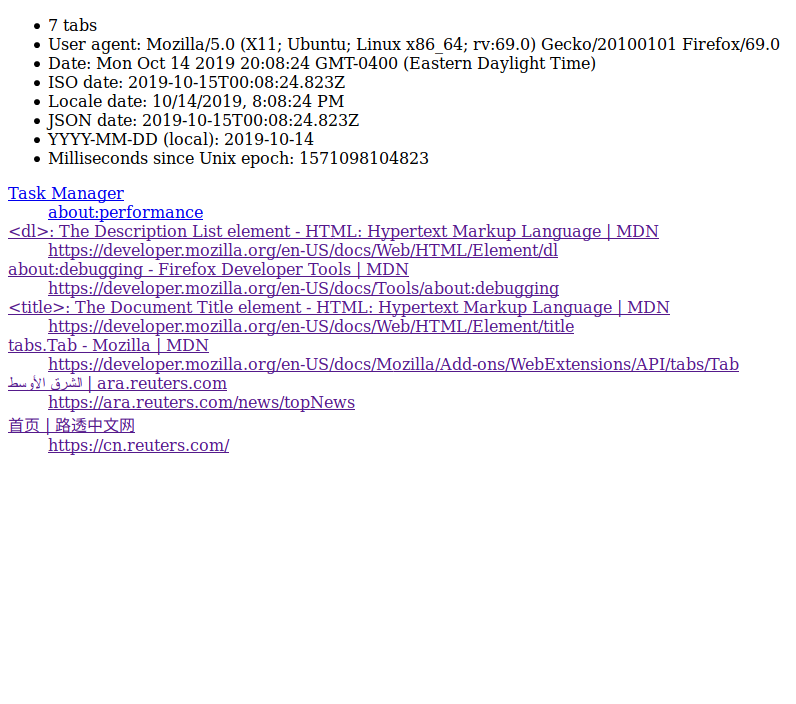 7 tabs
User agent: Mozilla/5.0 (X11; Ubuntu; Linux x86_64; rv:69.0) Gecko/20100101 Firefox/69.0
Date: Mon Oct 14 2019 20:08:24 GMT-0400 (Eastern Daylight Time)
ISO date: 2019-10-15T00:08:24.823Z
Locale date: 10/14/2019, 8:08:24 PM
JSON date: 2019-10-15T00:08:24.823Z
YYYY-MM-DD (local): 2019-10-14
Milliseconds since Unix epoch: 1571098104823
Task Manager
about:performance
<dl>: The Description List element - HTML: Hypertext Markup Language | MDN
https://developer.mozilla.org/en-US/docs/Web/HTML/Element/dl
about:debugging - Firefox Developer Tools | MDN
https://developer.mozilla.org/en-US/docs/Tools/about:debugging
<title>: The Document Title element - HTML: Hypertext Markup Language | MDN
https://developer.mozilla.org/en-US/docs/Web/HTML/Element/title
tabs.Tab - Mozilla | MDN
https://developer.mozilla.org/en-US/docs/Mozilla/Add-ons/WebExtensions/API/tabs/Tab
الشرق الأوسط | ara.reuters.com
https://ara.reuters.com/news/topNews
首页 | 路透中文网
https://cn.reuters.com/